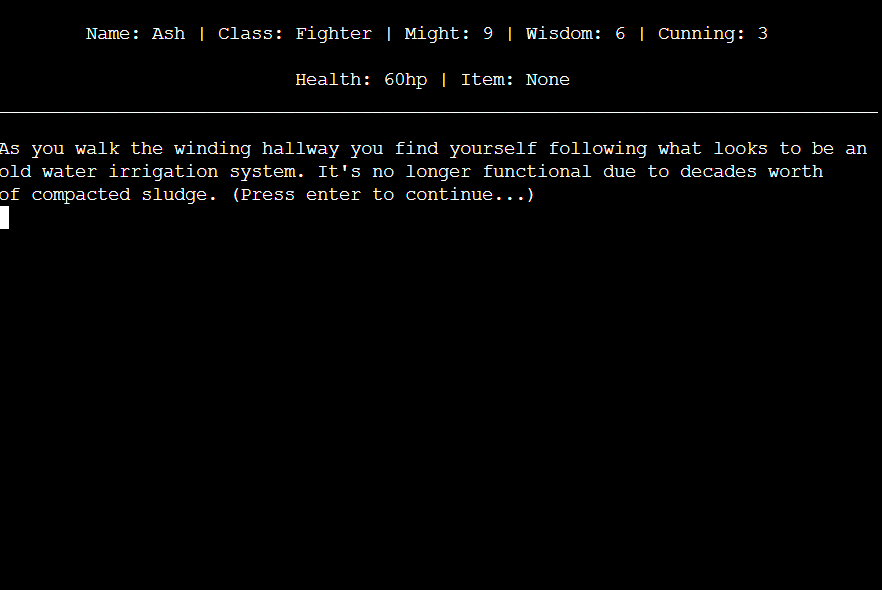 Name: Ash | Class: Fighter | Might: 9 | Wisdom: 6 | Cunning: 3
Health: 60hp | Item: None
As you walk the winding hallway you find yourself following what looks to be an
old water irrigation system. It's no longer functional due to decades worth
of compacted sludge. (Press enter to continue...)